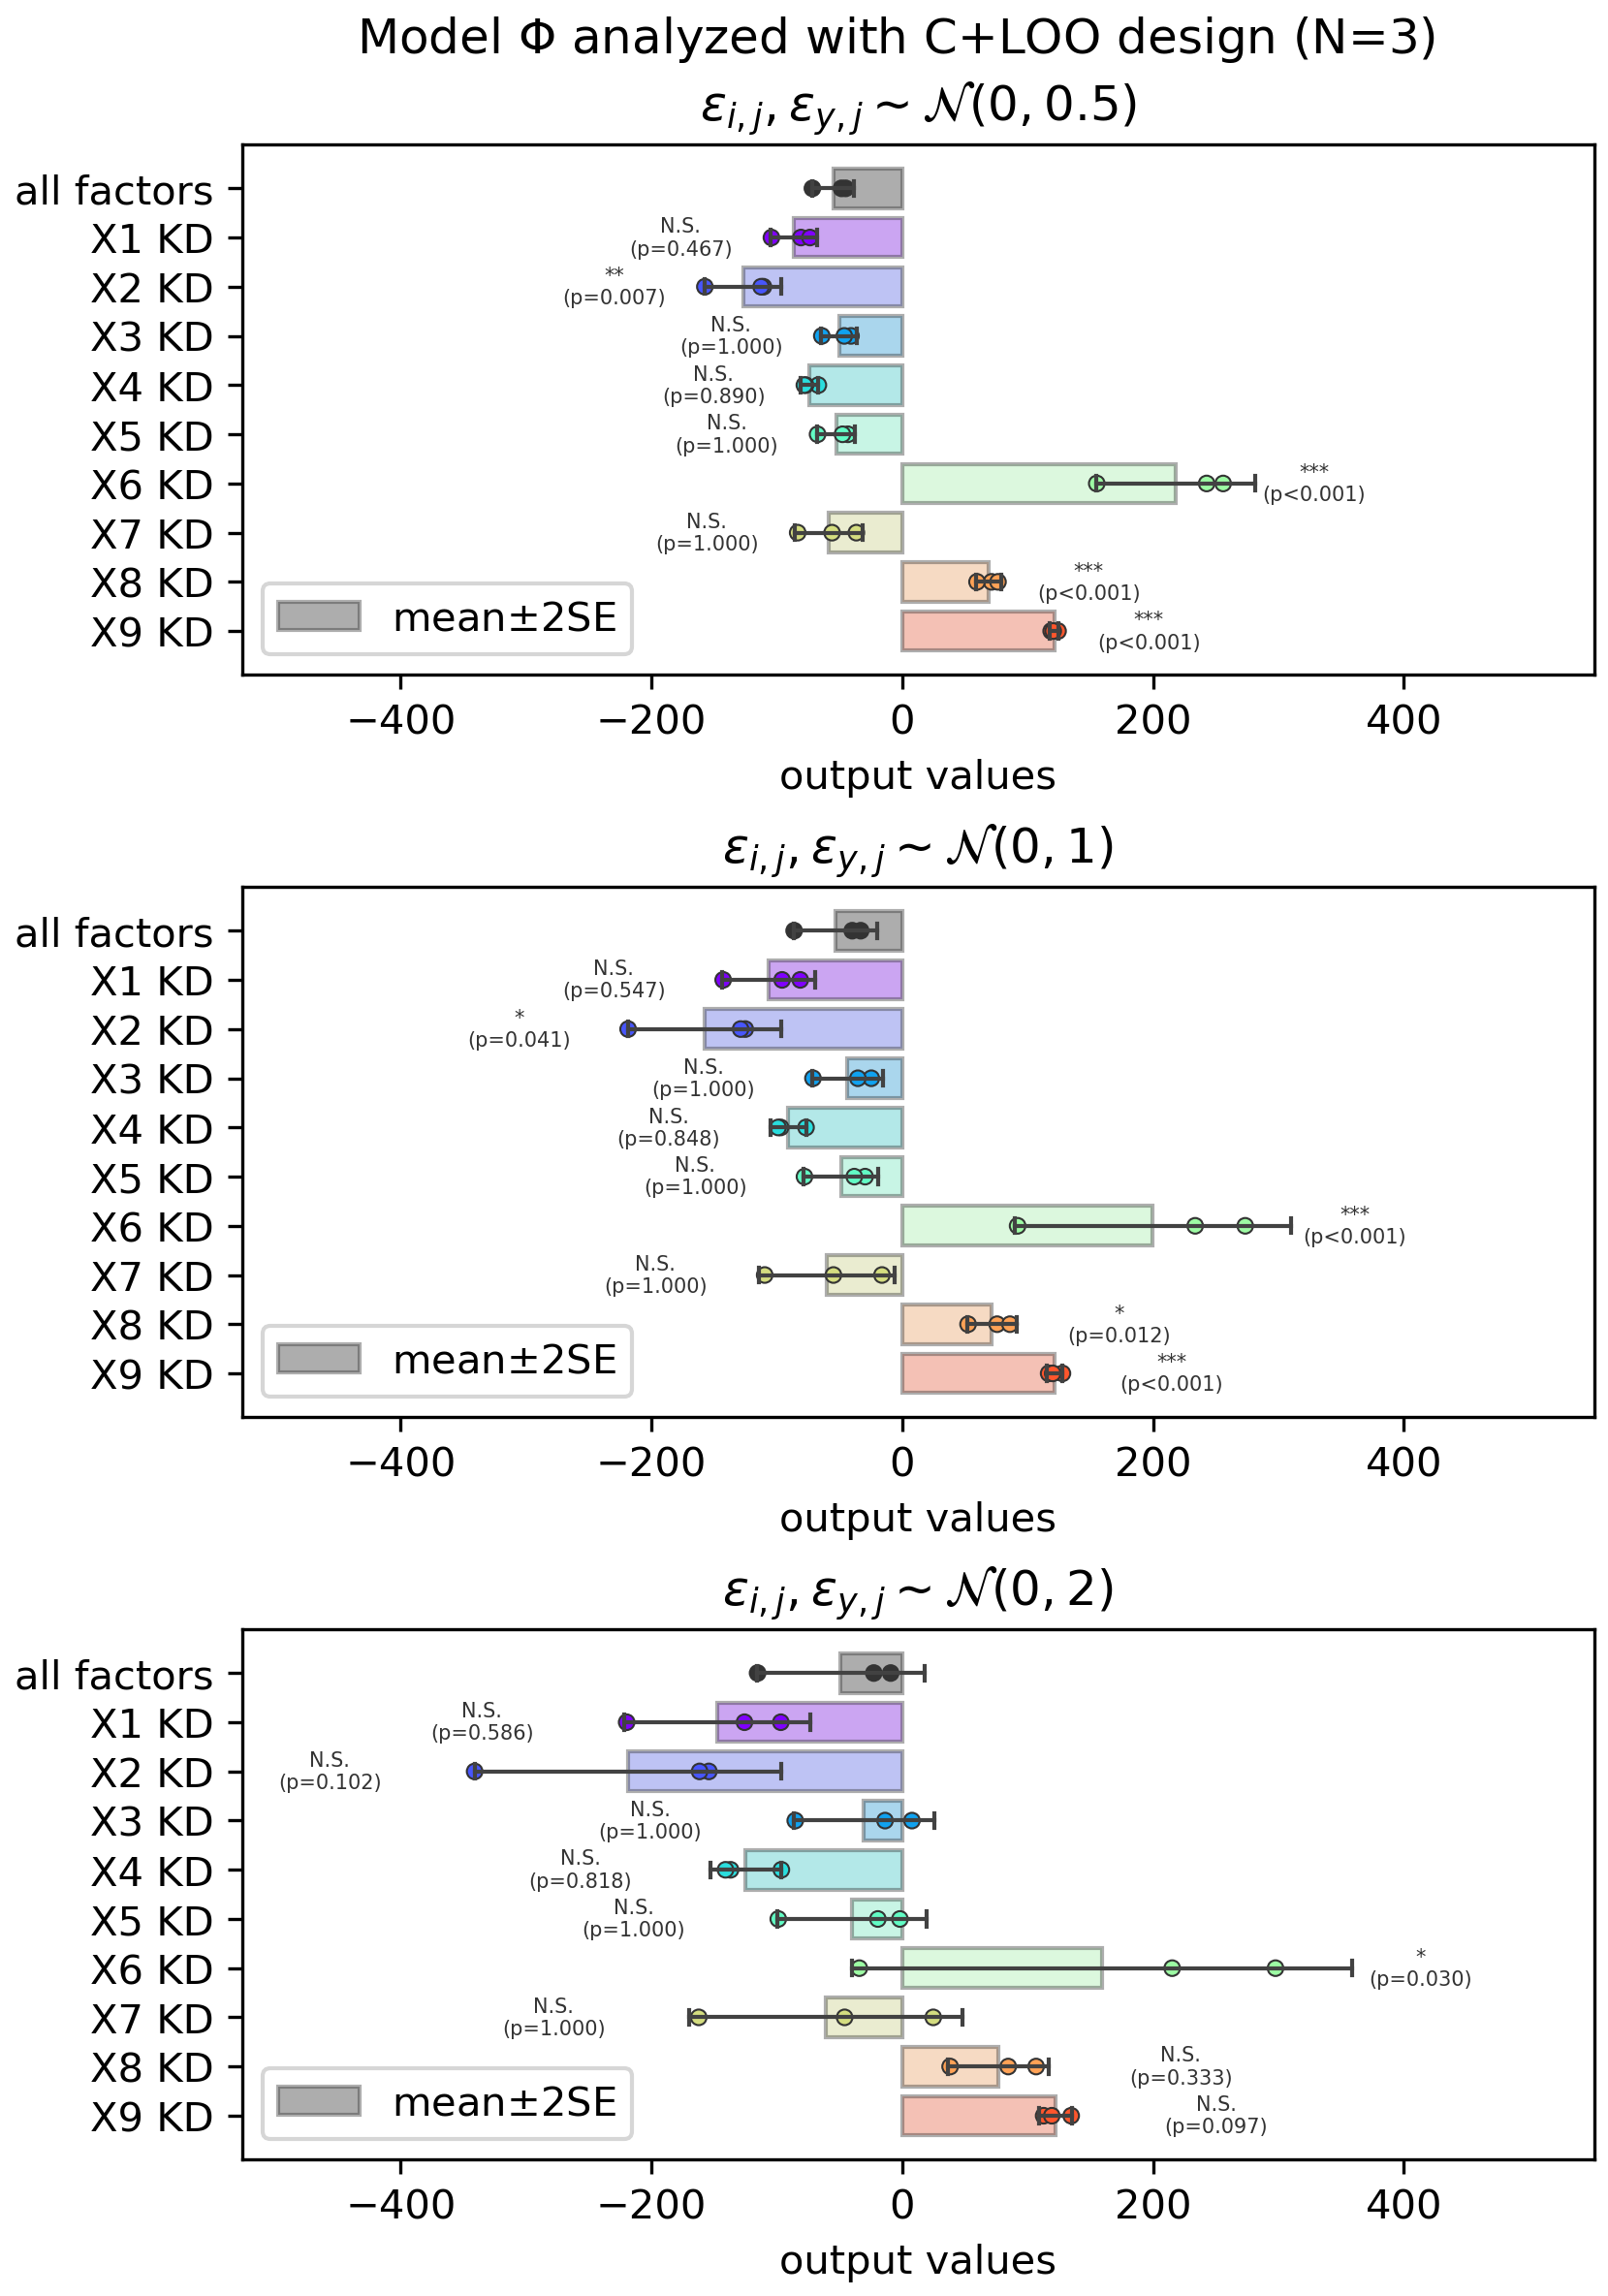 Model Φ analyzed with C+LOO design (N=3)
ε_{i,j}, ε_{y,j} ~ 𝒩(0, 0.5)
all factors
X1 KD
N.S.
(p=0.467)
X2 KD
**
(p=0.007)
X3 KD
N.S.
(p=1.000)
X4 KD
N.S.
(p=0.890)
X5 KD
N.S.
(p=1.000)
X6 KD
***
(p<0.001)
X7 KD
N.S.
(p=1.000)
X8 KD
***
(p<0.001)
X9 KD
***
(p<0.001)
mean±2SE
−400 −200 0 200 400
output values
ε_{i,j}, ε_{y,j} ~ 𝒩(0, 1)
all factors
X1 KD
N.S.
(p=0.547)
X2 KD
*
(p=0.041)
X3 KD
N.S.
(p=1.000)
X4 KD
N.S.
(p=0.848)
X5 KD
N.S.
(p=1.000)
X6 KD
***
(p<0.001)
X7 KD
N.S.
(p=1.000)
X8 KD
*
(p=0.012)
X9 KD
***
(p<0.001)
mean±2SE
−400 −200 0 200 400
output values
ε_{i,j}, ε_{y,j} ~ 𝒩(0, 2)
all factors
X1 KD
N.S.
(p=0.586)
X2 KD
N.S.
(p=0.102)
X3 KD
N.S.
(p=1.000)
X4 KD
N.S.
(p=0.818)
X5 KD
N.S.
(p=1.000)
X6 KD
*
(p=0.030)
X7 KD
N.S.
(p=1.000)
X8 KD
N.S.
(p=0.333)
X9 KD
N.S.
(p=0.097)
mean±2SE
−400 −200 0 200 400
output values